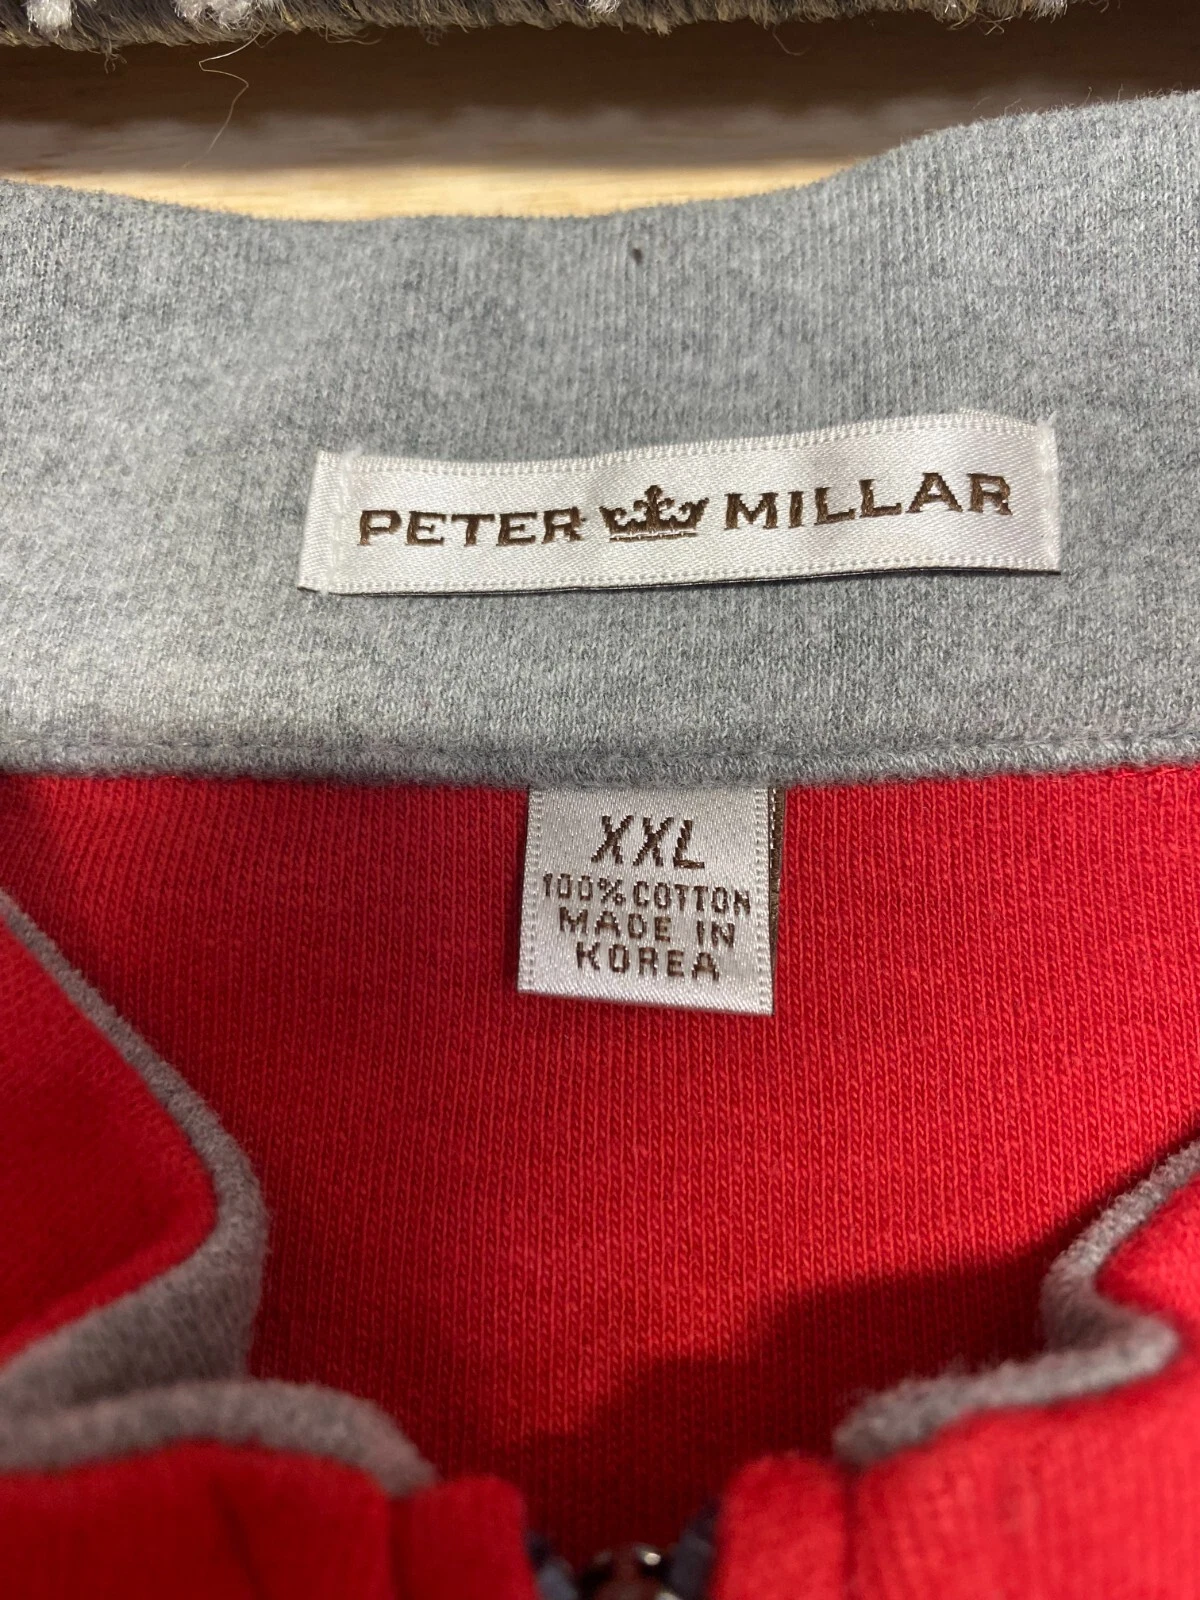 PETER MILLAR
XXL
100% COTTON
MADE IN
KOREA